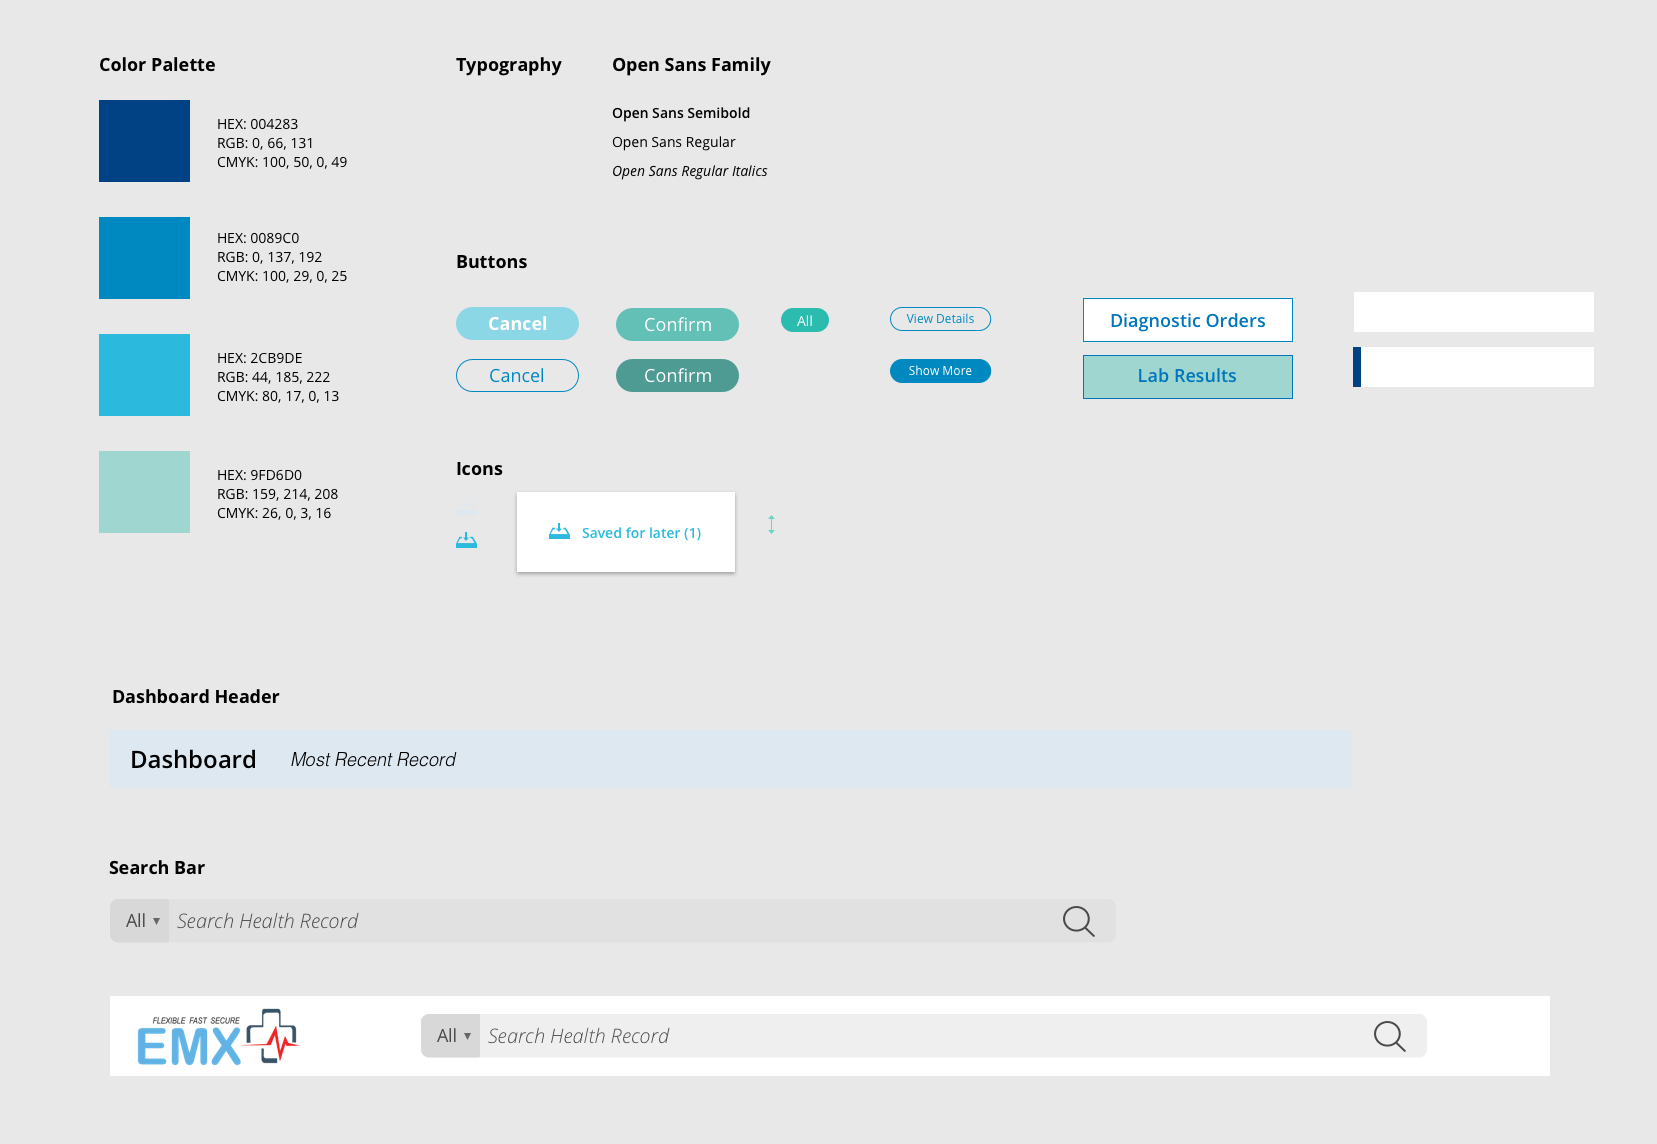 Color Palette
HEX: 004283
RGB: 0, 66, 131
CMYK: 100, 50, 0, 49
HEX: 0089C0
RGB: 0, 137, 192
CMYK: 100, 29, 0, 25
HEX: 2CB9DE
RGB: 44, 185, 222
CMYK: 80, 17, 0, 13
HEX: 9FD6D0
RGB: 159, 214, 208
CMYK: 26, 0, 3, 16
Typography
Open Sans Family
Open Sans Semibold
Open Sans Regular
Open Sans Regular Italics
Buttons
Cancel
Confirm
All
View Details
Diagnostic Orders
Cancel
Confirm
Show More
Lab Results
Icons
Saved for later (1)
Dashboard Header
Dashboard Most Recent Record
Search Bar
All ▾ Search Health Record
FLEXIBLE FAST SECURE
EMX
All ▾ Search Health Record